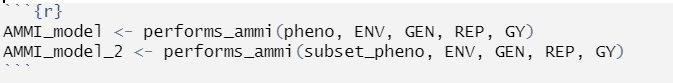 ```{r}
AMMI_model <- performs_ammi(pheno, ENV, GEN, REP, GY)
AMMI_model_2 <- performs_ammi(subset_pheno, ENV, GEN, REP, GY)
```